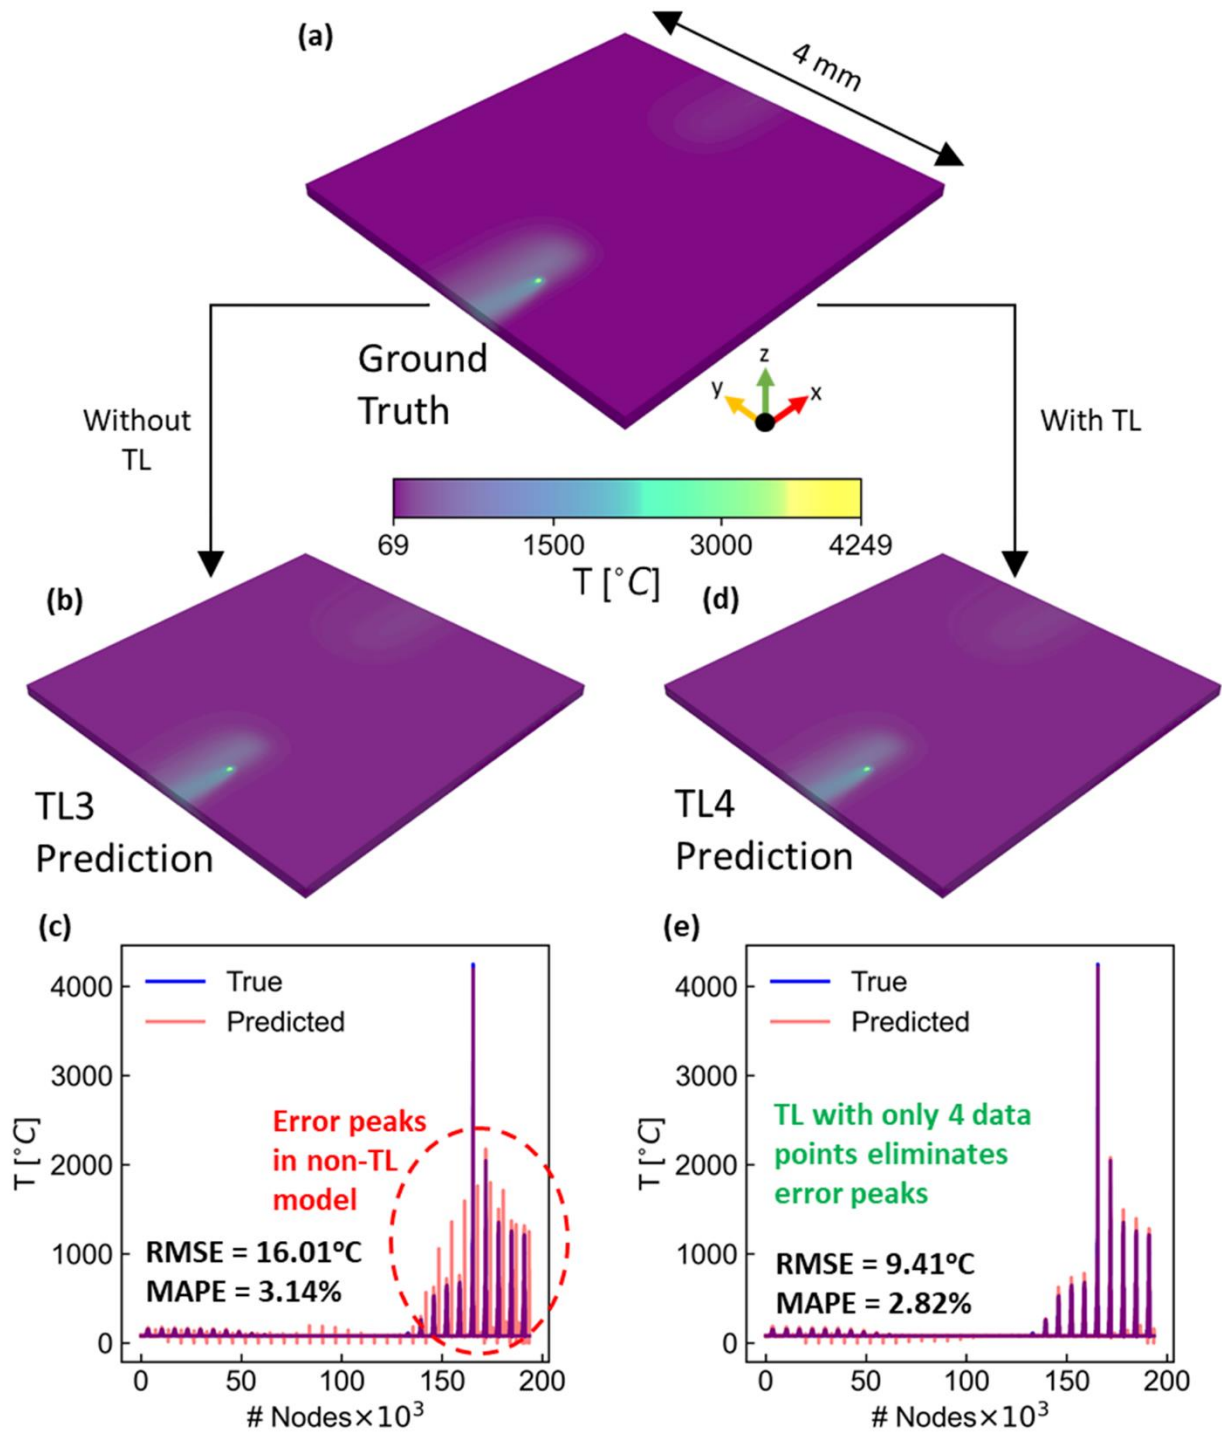 (a)
4 mm
Ground
Truth
z
y
x
Without
TL
With TL
69
1500
3000
4249
T [°C]
(b)
(d)
TL3
Prediction
TL4
Prediction
(c)
True
Predicted
Error peaks
in non-TL
model
RMSE = 16.01°C
MAPE = 3.14%
4000
3000
2000
1000
0
T [°C]
0
50
100
150
200
# Nodes×10³
(e)
True
Predicted
TL with only 4 data
points eliminates
error peaks
RMSE = 9.41°C
MAPE = 2.82%
4000
3000
2000
1000
0
T [°C]
0
50
100
150
200
# Nodes×10³